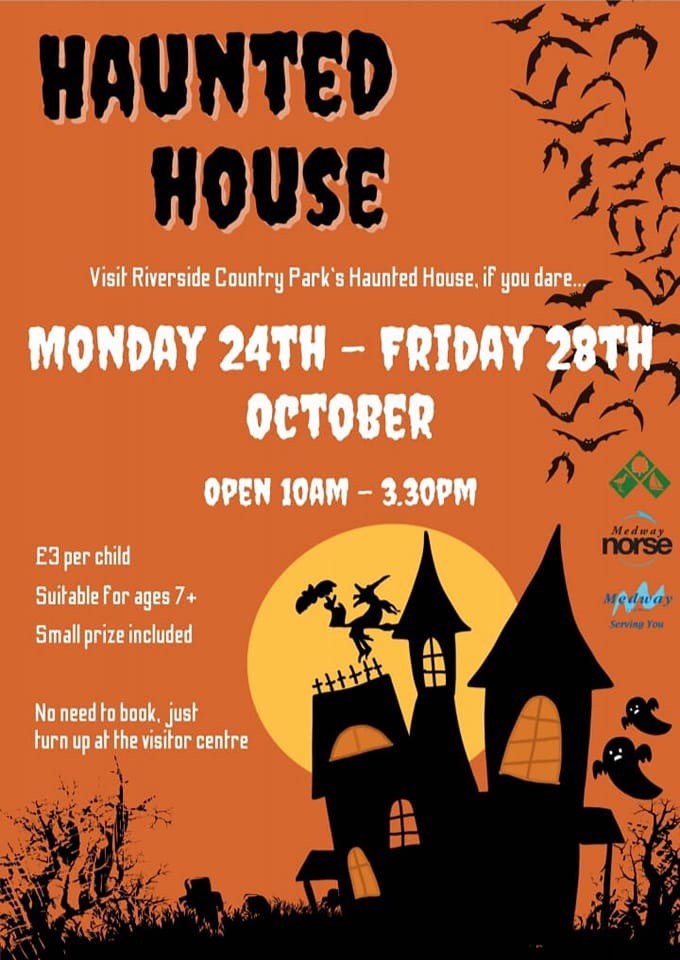 HAUNTED
HOUSE
Visit Riverside Country Park's Haunted House, if you dare...
MONDAY 24TH – FRIDAY 28TH
OCTOBER
OPEN 10AM – 3.30PM
Medway
norse
£3 per child
Suitable for ages 7+
Small prize included
Medway
Serving You
No need to book, just
turn up at the visitor centre